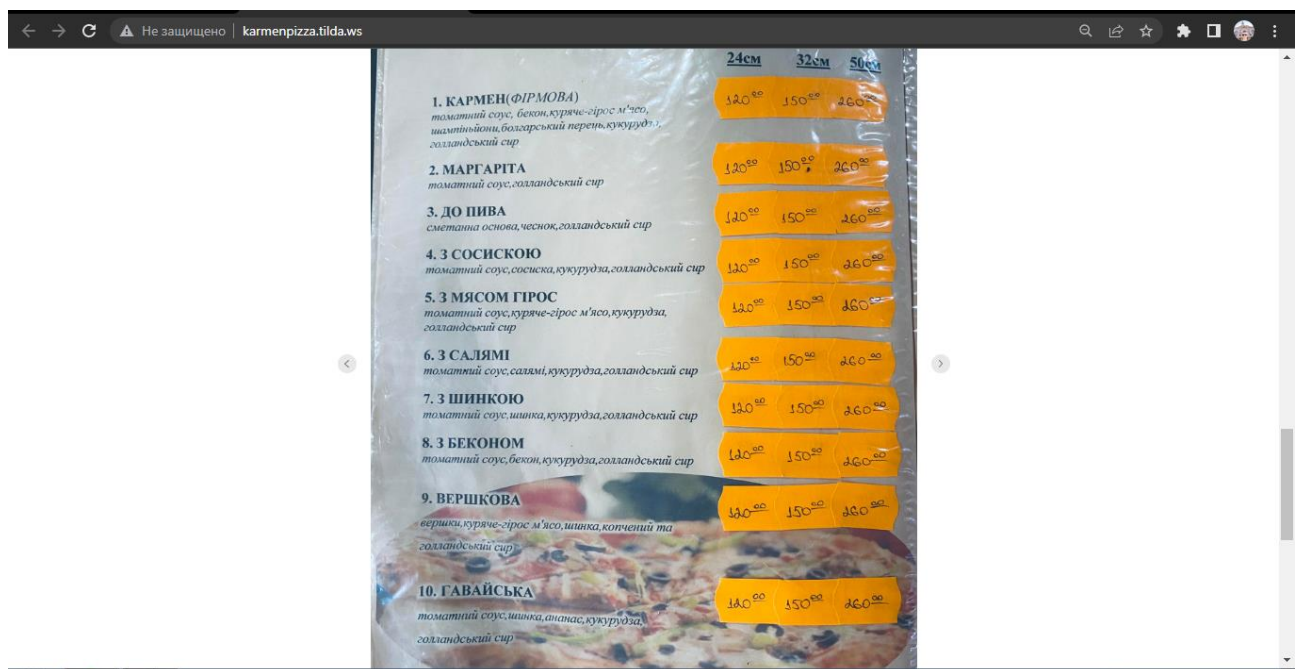 Не защищено | karmenpizza.tilda.ws
24см 32см 50см
1. КАРМЕН(ФІРМОВА) 120⁰⁰ 150⁰⁰ 260⁰⁰
томатний соус, бекон,куряче-гірос м'ясо,
шампіньйони,болгарський перець,кукурудза,
голландський сир
2. МАРГАРІТА 120⁰⁰ 150⁰⁰ 260⁰⁰
томатний соус,голландський сир
3. ДО ПИВА 120⁰⁰ 150⁰⁰ 260⁰⁰
сметанна основа,чеснок,голландський сир
4. З СОСИСКОЮ 120⁰⁰ 150⁰⁰ 260⁰⁰
томатний соус,сосиска,кукурудза,голландський сир
5. З МЯСОМ ГІРОС 120⁰⁰ 150⁰⁰ 260⁰⁰
томатний соус,куряче-гірос м'ясо,кукурудза,
голландський сир
6. З САЛЯМІ 120⁰⁰ 150⁰⁰ 260⁰⁰
томатний соус,салямі,кукурудза,голландський сир
7. З ШИНКОЮ 120⁰⁰ 150⁰⁰ 260⁰⁰
томатний соус,шинка,кукурудза,голландський сир
8. З БЕКОНОМ 120⁰⁰ 150⁰⁰ 260⁰⁰
томатний соус,бекон,кукурудза,голландський сир
9. ВЕРШКОВА 120⁰⁰ 150⁰⁰ 260⁰⁰
вершки,куряче-гірос м'ясо,шинка,копчений та
голландський сир
10. ГАВАЙСЬКА 120⁰⁰ 150⁰⁰ 260⁰⁰
томатний соус,шинка,ананас,кукурудза,
голландський сир